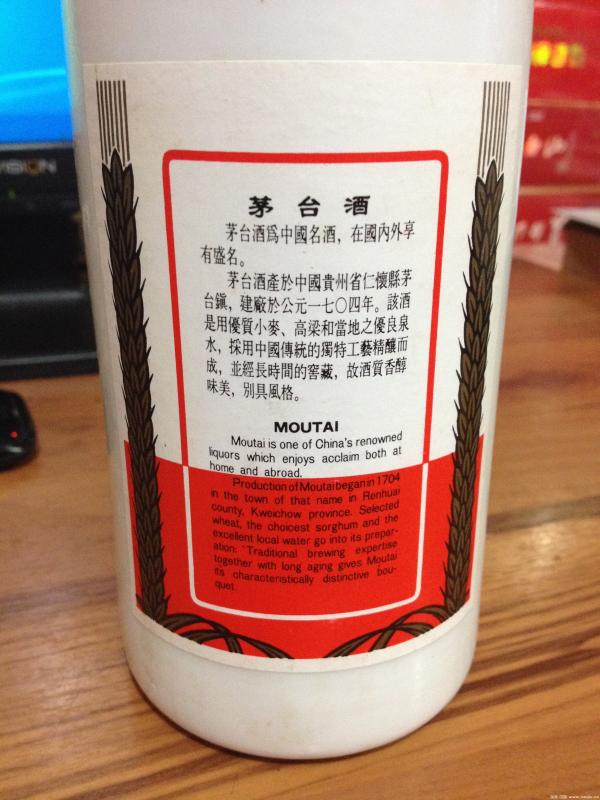 茅台酒
茅台酒爲中國名酒，在國內外享
有盛名。
茅台酒產於中國貴州省仁懷縣茅
台鎭，建廠於公元一七〇四年。該酒
是用優質小麥、高梁和當地之優良泉
水，採用中國傳統的獨特工藝精釀而
成，並經長時間的窖藏，故酒質香醇
味美，別具風格。
MOUTAI
Moutai is one of China's renowned
liquors which enjoys acclaim both at
home and abroad.
Production of Moutai began in 1704
in the town of that name in Renhuai
county, Kweichow province. Selected
wheat, the choicest sorghum and the
excellent local water go into its prepar-
ation. Traditional brewing expertise
together with long aging gives Moutai
its characteristically distinctive bou-
quet.